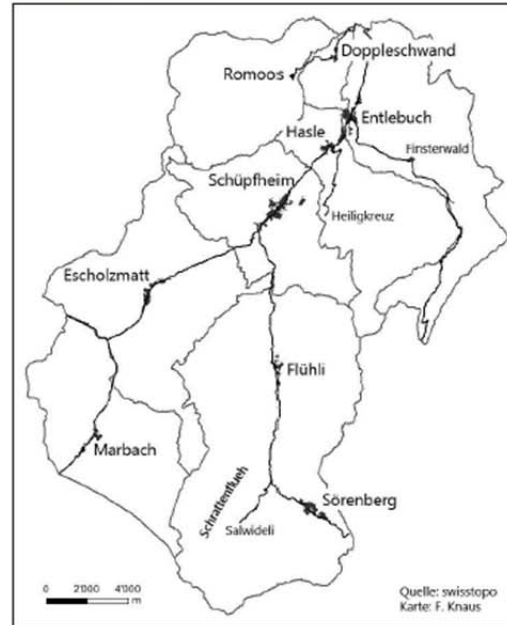 Doppleschwand
Romoos
Entlebuch
Hasle
Finsterwald
Schüpfheim
Heiligkreuz
Escholzmatt
Flühli
Marbach
Schrattenflueh
Sörenberg
Salwideli
0 2'000 4'000
m
Quelle: swisstopo
Karte: F. Knaus